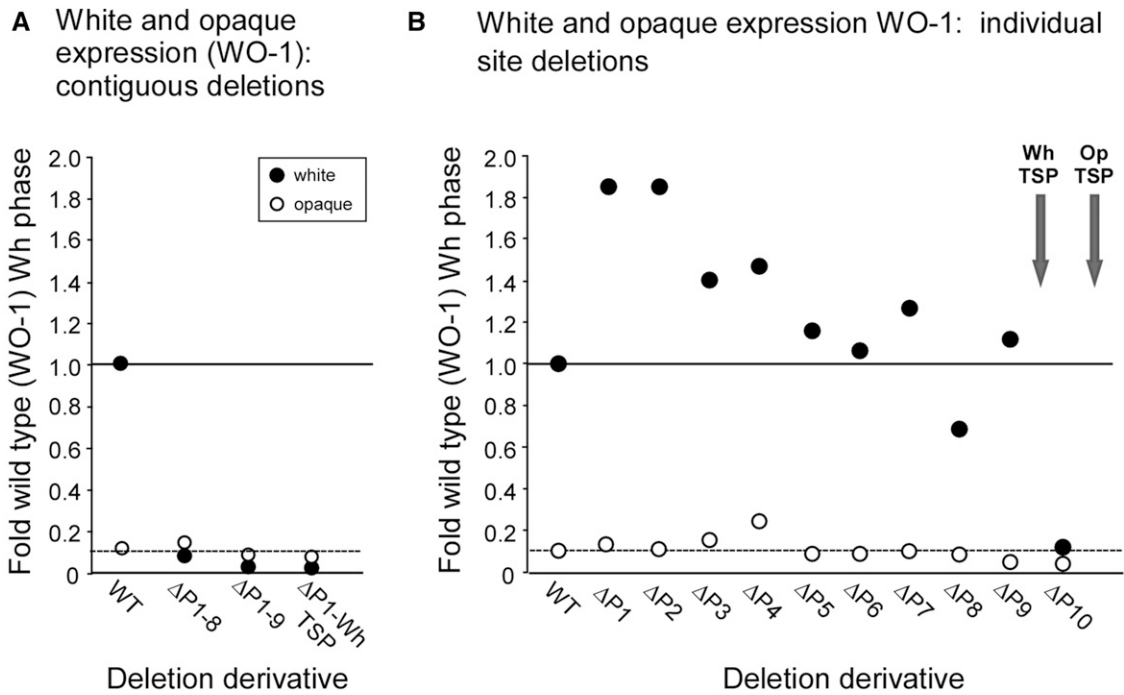 A White and opaque
expression (WO-1):
contiguous deletions
Fold wild type (WO-1) Wh phase
2.0
1.8
1.6
1.4
1.2
1.0
0.8
0.6
0.4
0.2
0
white
opaque
WT
ΔP1-8
ΔP1-9
ΔP1-Wh
TSP
Deletion derivative
B White and opaque expression WO-1: individual
site deletions
Fold wild type (WO-1) Wh phase
2.0
1.8
1.6
1.4
1.2
1.0
0.8
0.6
0.4
0.2
0
Wh
TSP
Op
TSP
WT
ΔP1
ΔP2
ΔP3
ΔP4
ΔP5
ΔP6
ΔP7
ΔP8
ΔP9
ΔP10
Deletion derivative